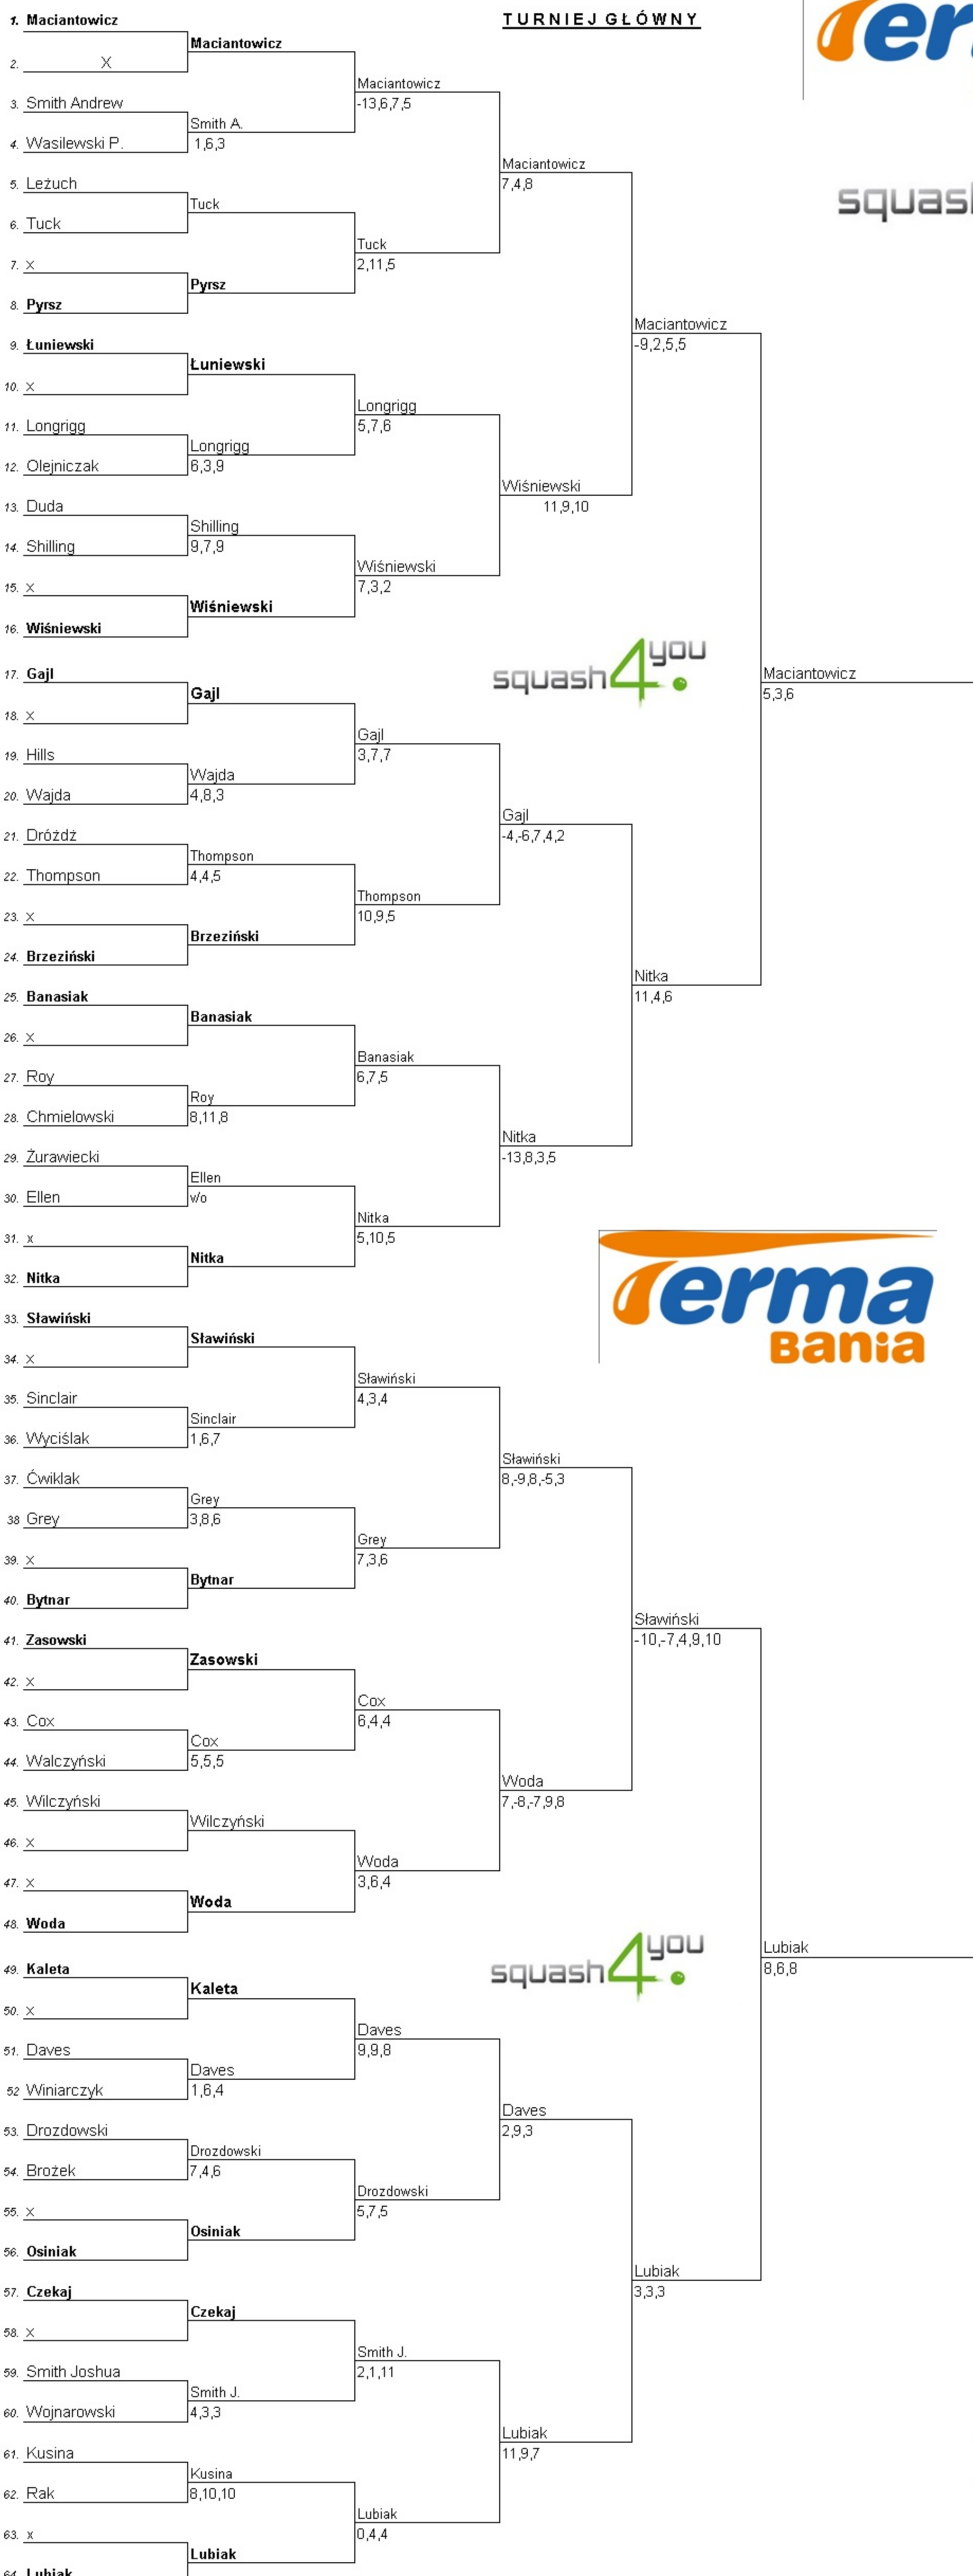 TURNIEJ GŁÓWNY
1. Maciantowicz
Maciantowicz
2. X
Maciantowicz
-13,6,7,5
3. Smith Andrew
Smith A.
1,6,3
4. Wasilewski P.
Maciantowicz
7,4,8
5. Leżuch
Tuck
6. Tuck
Tuck
2,11,5
7. X
Pyrsz
8. Pyrsz
Maciantowicz
-9,2,5,5
9. Łuniewski
Łuniewski
10. X
Longrigg
5,7,6
11. Longrigg
Longrigg
6,3,9
12. Olejniczak
Wiśniewski
11,9,10
13. Duda
Shilling
9,7,9
14. Shilling
Wiśniewski
7,3,2
15. X
Wiśniewski
16. Wiśniewski
squash4you
Maciantowicz
5,3,6
17. Gajl
Gajl
18. X
Gajl
3,7,7
19. Hills
Wajda
4,8,3
20. Wajda
Gajl
-4,-6,7,4,2
21. Dróżdż
Thompson
4,4,5
22. Thompson
Thompson
10,9,5
23. X
Brzeziński
24. Brzeziński
Nitka
11,4,6
25. Banasiak
Banasiak
26. X
Banasiak
6,7,5
27. Roy
Roy
8,11,8
28. Chmielowski
Nitka
-13,8,3,5
29. Żurawiecki
Ellen
v/o
30. Ellen
Nitka
5,10,5
31. x
Nitka
32. Nitka
Terma
Bania
33. Sławiński
Sławiński
34. X
Sławiński
4,3,4
35. Sinclair
Sinclair
1,6,7
36. Wyciślak
Sławiński
8,-9,8,-5,3
37. Ćwiklak
Grey
3,8,6
38 Grey
Grey
7,3,6
39. X
Bytnar
40. Bytnar
Sławiński
-10,-7,4,9,10
41. Zasowski
Zasowski
42. X
Cox
6,4,4
43. Cox
Cox
5,5,5
44. Walczyński
Woda
7,-8,-7,9,8
45. Wilczyński
Wilczyński
46. X
Woda
3,6,4
47. X
Woda
48. Woda
squash4you
Lubiak
8,6,8
49. Kaleta
Kaleta
50. X
Daves
9,9,8
51. Daves
Daves
1,6,4
52 Winiarczyk
Daves
2,9,3
53. Drozdowski
Drozdowski
7,4,6
54. Brożek
Drozdowski
5,7,5
55. X
Osiniak
56. Osiniak
Lubiak
3,3,3
57. Czekaj
Czekaj
58. X
Smith J.
2,1,11
59. Smith Joshua
Smith J.
4,3,3
60. Wojnarowski
Lubiak
11,9,7
61. Kusina
Kusina
8,10,10
62. Rak
Lubiak
0,4,4
63. x
Lubiak
64. Lubiak